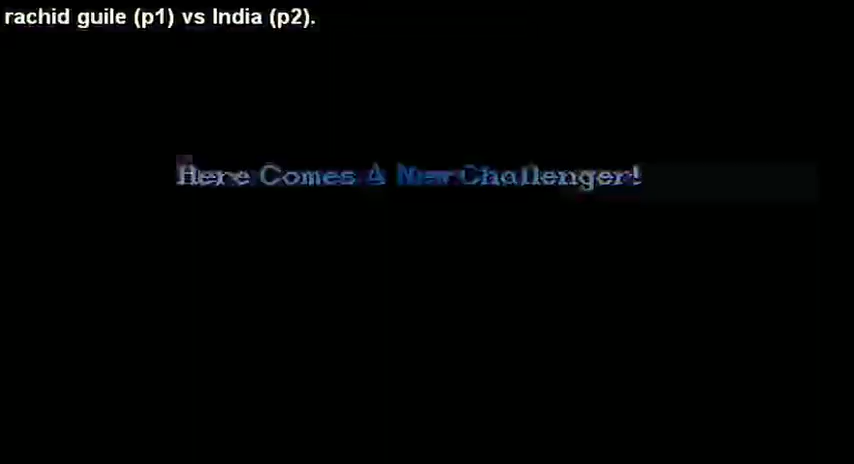 rachid guile (p1) vs India (p2).
Here Comes A New Challenger!